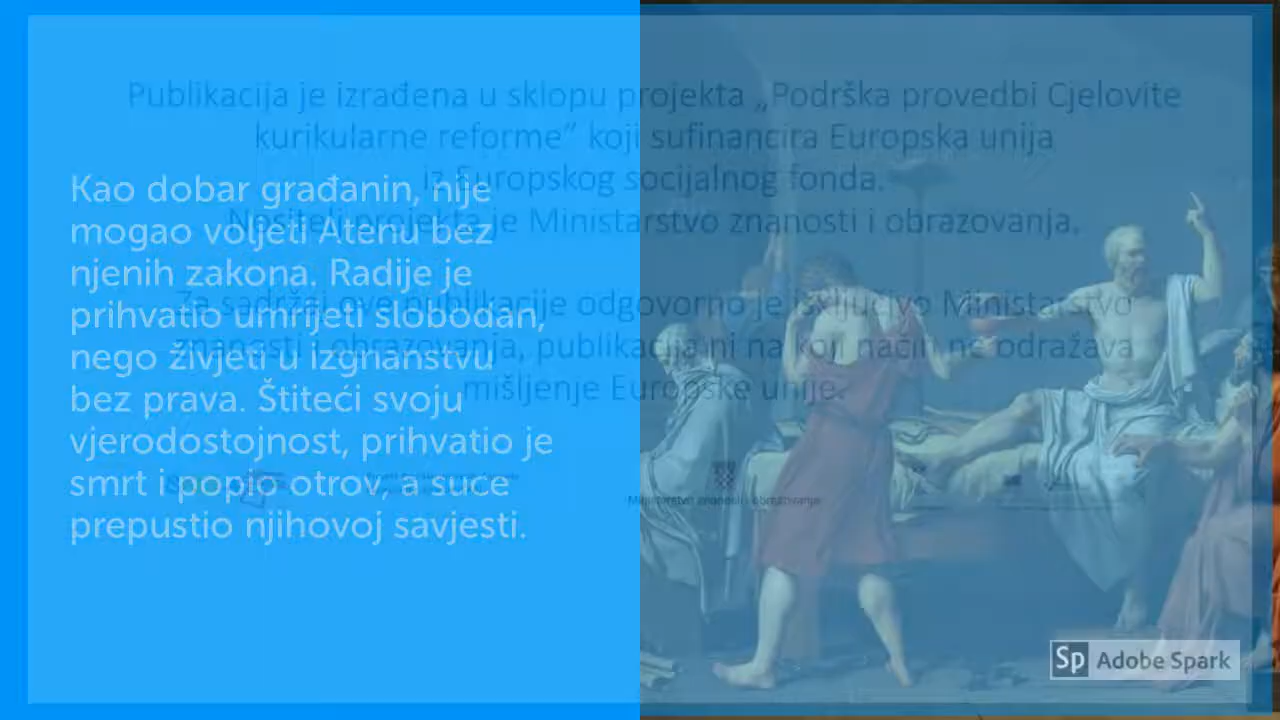 Publikacija je izrađena u sklopu projekta „Podrška provedbi Cjelovite
kurikularne reforme” koji sufinancira Europska unija
iz Europskog socijalnog fonda.
Nositelj projekta je Ministarstvo znanosti i obrazovanja.
Za sadržaj ove publikacije odgovorno je isključivo Ministarstvo
znanosti i obrazovanja, publikacija ni na koji način ne odražava
mišljenje Europske unije.
Kao dobar građanin, nije
mogao voljeti Atenu bez
njenih zakona. Radije je
prihvatio umrijeti slobodan,
nego živjeti u izgnanstvu
bez prava. Štiteći svoju
vjerodostojnost, prihvatio je
smrt i popio otrov, a suce
prepustio njihovoj savjesti.
Ministarstvo znanosti i obrazovanja
Sp Adobe Spark